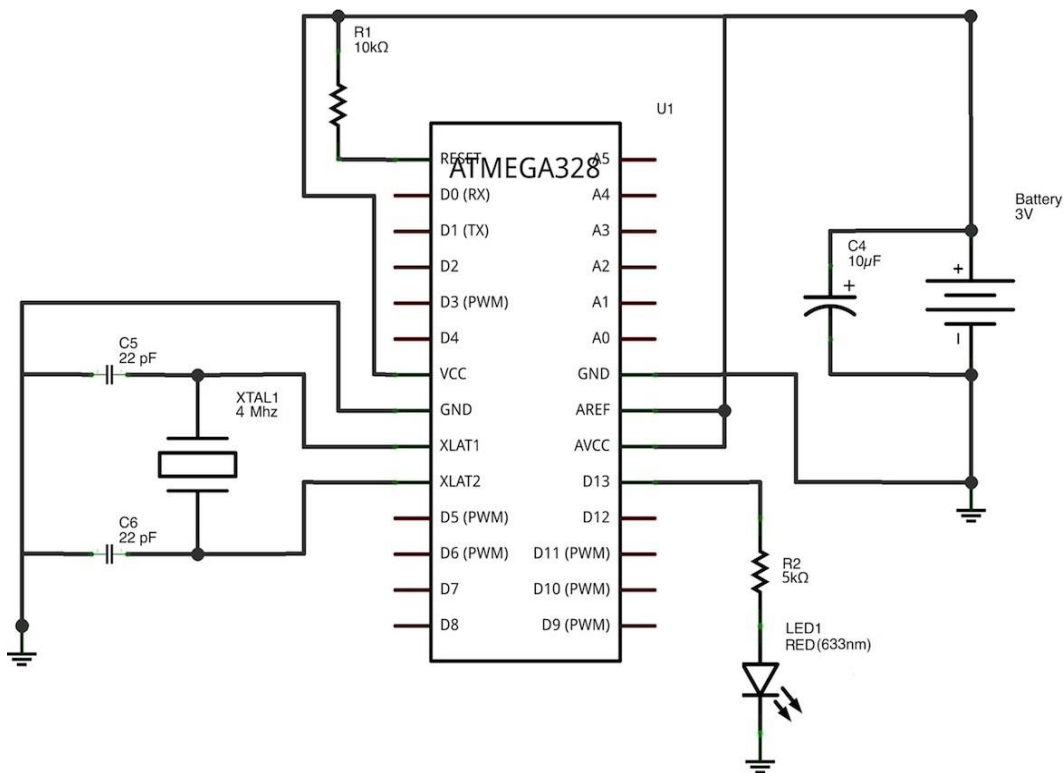 R1
10kΩ
U1
ATMEGA328
RESET
D0 (RX)
D1 (TX)
D2
D3 (PWM)
D4
VCC
GND
XLAT1
XLAT2
D5 (PWM)
D6 (PWM)
D7
D8
A5
A4
A3
A2
A1
A0
GND
AREF
AVCC
D13
D12
D11 (PWM)
D10 (PWM)
D9 (PWM)
C5
22 pF
XTAL1
4 Mhz
C6
22 pF
Battery
3V
C4
10µF
+
+
−
R2
5kΩ
LED1
RED(633nm)